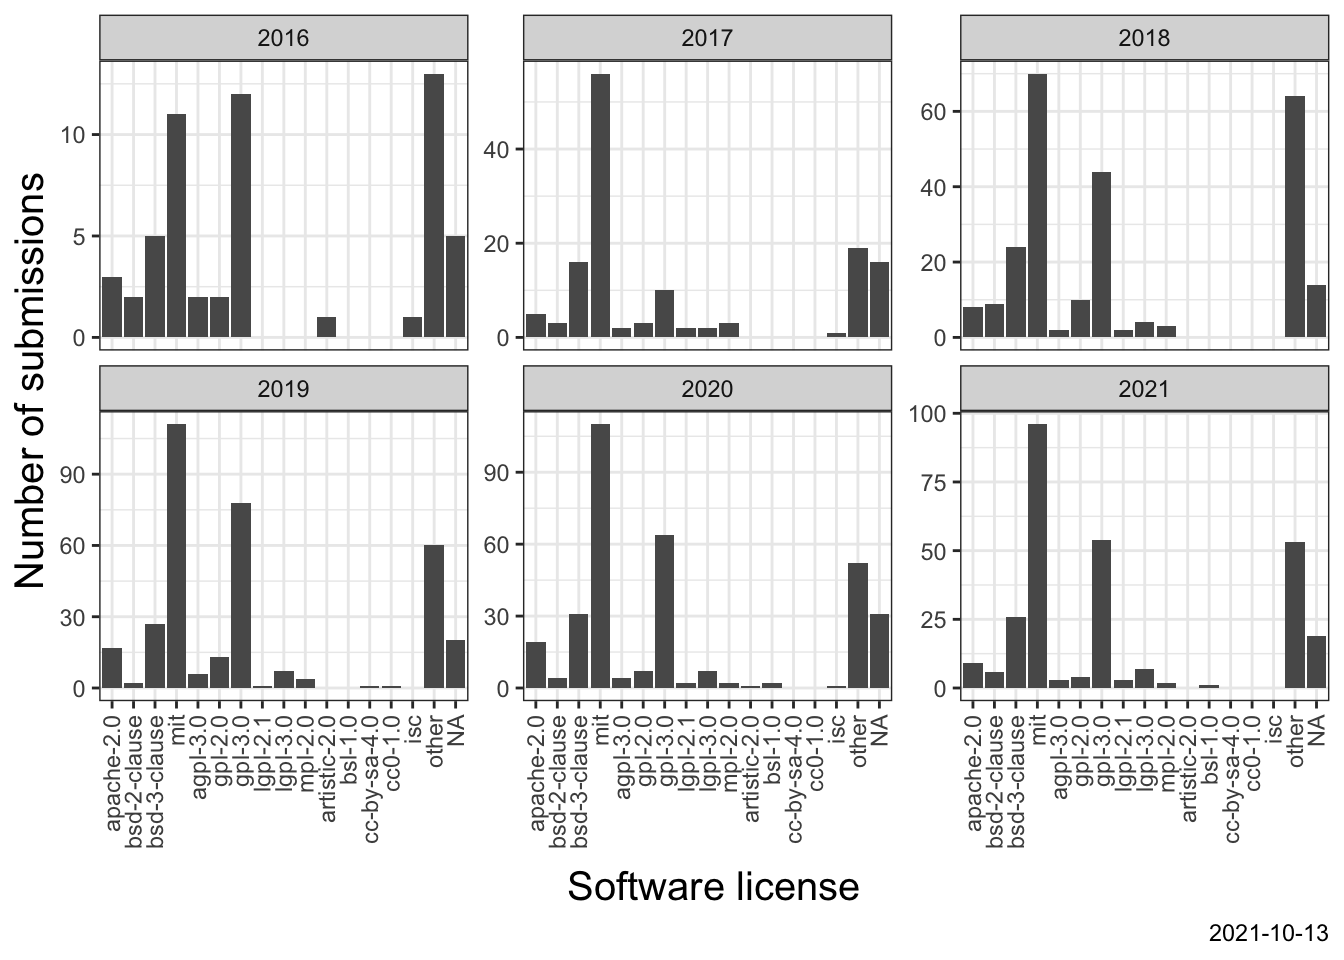 2016
2017
2018
10
5
0
40
20
0
60
40
20
0
Number of submissions
2019
2020
2021
90
60
30
0
90
60
30
0
100
75
50
25
0
apache-2.0
bsd-2-clause
bsd-3-clause
mit
agpl-3.0
gpl-2.0
gpl-3.0
lgpl-2.1
lgpl-3.0
mpl-2.0
artistic-2.0
bsl-1.0
cc-by-sa-4.0
cc0-1.0
isc
other
NA
apache-2.0
bsd-2-clause
bsd-3-clause
mit
agpl-3.0
gpl-2.0
gpl-3.0
lgpl-2.1
lgpl-3.0
mpl-2.0
artistic-2.0
bsl-1.0
cc-by-sa-4.0
cc0-1.0
isc
other
NA
apache-2.0
bsd-2-clause
bsd-3-clause
mit
agpl-3.0
gpl-2.0
gpl-3.0
lgpl-2.1
lgpl-3.0
mpl-2.0
artistic-2.0
bsl-1.0
cc-by-sa-4.0
cc0-1.0
isc
other
NA
Software license
2021-10-13